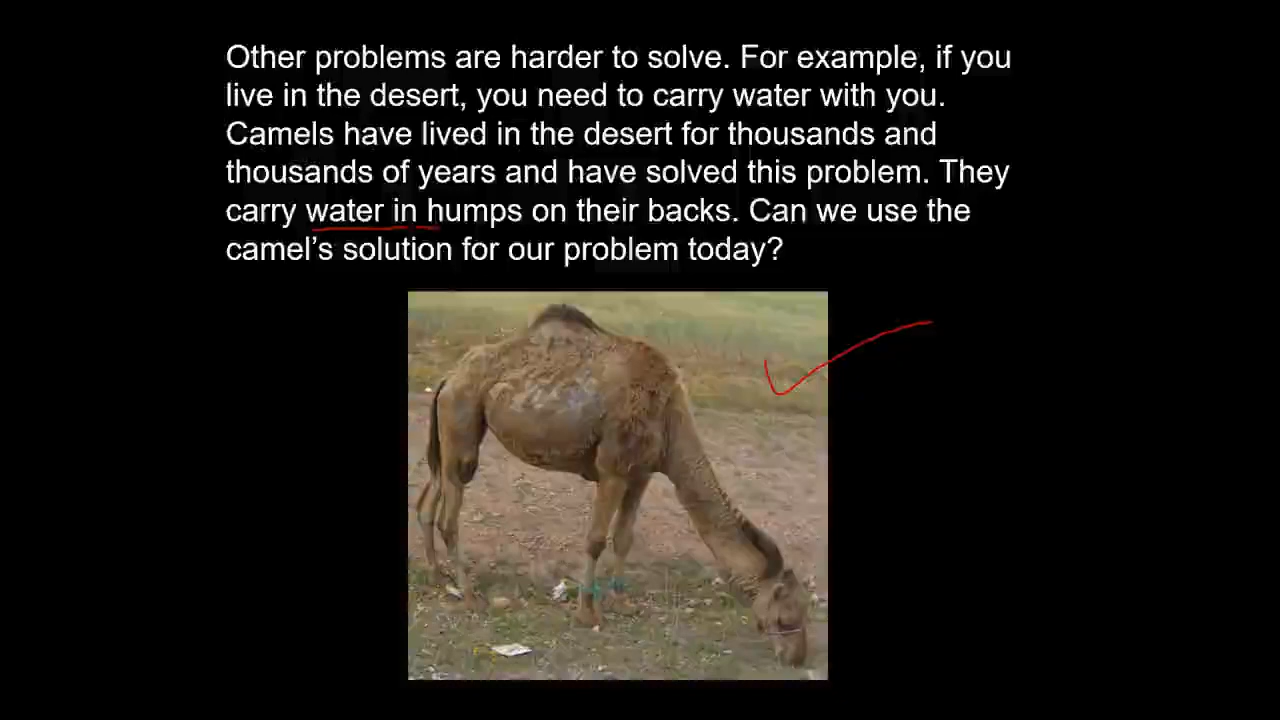 Other problems are harder to solve. For example, if you
live in the desert, you need to carry water with you.
Camels have lived in the desert for thousands and
thousands of years and have solved this problem. They
carry water in humps on their backs. Can we use the
camel’s solution for our problem today?